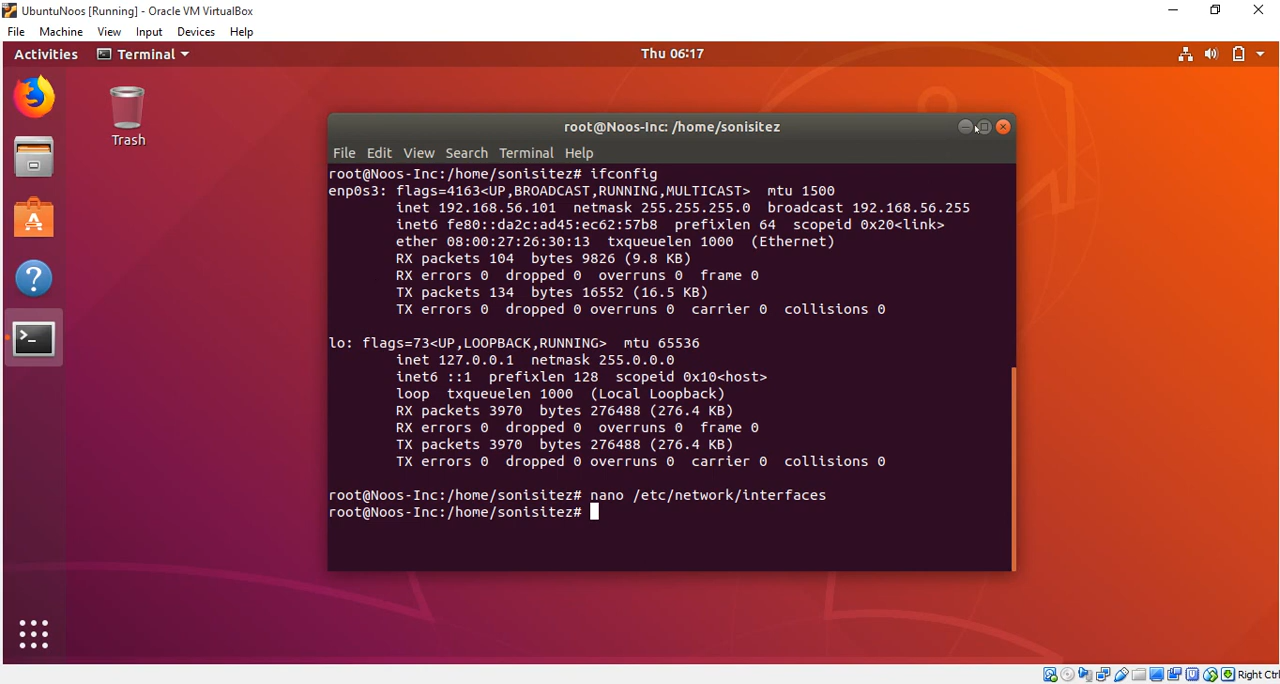 UbuntuNoos [Running] - Oracle VM VirtualBox
File Machine View Input Devices Help
Activities Terminal Thu 06:17
Trash
root@Noos-Inc: /home/sonisitez
File Edit View Search Terminal Help
root@Noos-Inc:/home/sonisitez# ifconfig
enp0s3: flags=4163<UP,BROADCAST,RUNNING,MULTICAST>  mtu 1500
        inet 192.168.56.101  netmask 255.255.255.0  broadcast 192.168.56.255
        inet6 fe80::da2c:ad45:ec62:57b8  prefixlen 64  scopeid 0x20<link>
        ether 08:00:27:26:30:13  txqueuelen 1000  (Ethernet)
        RX packets 104  bytes 9826 (9.8 KB)
        RX errors 0  dropped 0  overruns 0  frame 0
        TX packets 134  bytes 16552 (16.5 KB)
        TX errors 0  dropped 0 overruns 0  carrier 0  collisions 0
lo: flags=73<UP,LOOPBACK,RUNNING>  mtu 65536
        inet 127.0.0.1  netmask 255.0.0.0
        inet6 ::1  prefixlen 128  scopeid 0x10<host>
        loop  txqueuelen 1000  (Local Loopback)
        RX packets 3970  bytes 276488 (276.4 KB)
        RX errors 0  dropped 0  overruns 0  frame 0
        TX packets 3970  bytes 276488 (276.4 KB)
        TX errors 0  dropped 0 overruns 0  carrier 0  collisions 0
root@Noos-Inc:/home/sonisitez# nano /etc/network/interfaces
root@Noos-Inc:/home/sonisitez#
Right Ctrl